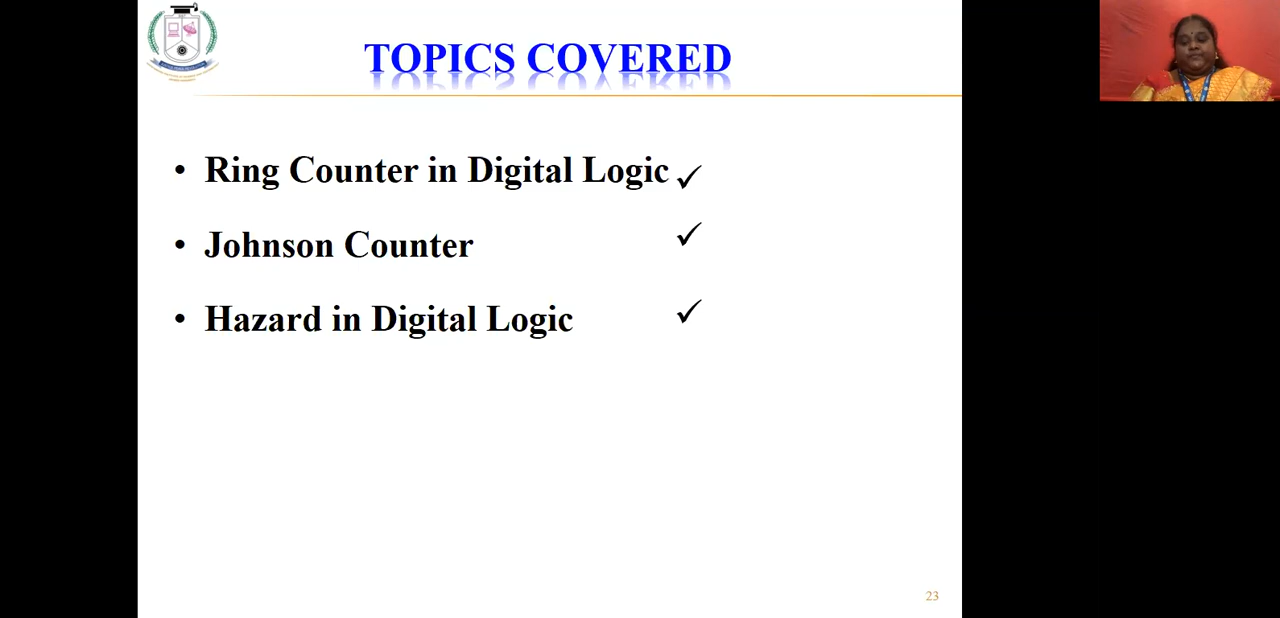 TOPICS COVERED
• Ring Counter in Digital Logic ✓
• Johnson Counter ✓
• Hazard in Digital Logic ✓
23